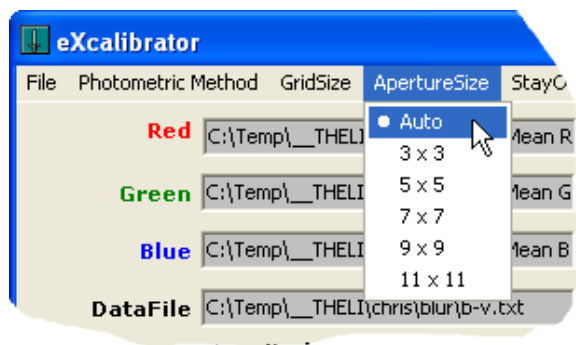 eXcalibrator
File Photometric Method GridSize ApertureSize
Auto
3 x 3
5 x 5
7 x 7
9 x 9
11 x 11
Red C:\Temp\__THELI Mean R
Green C:\Temp\__THELI Mean G
Blue C:\Temp\__THELI Mean B
DataFile C:\Temp\__THELI\chris\blur\b-v.txt